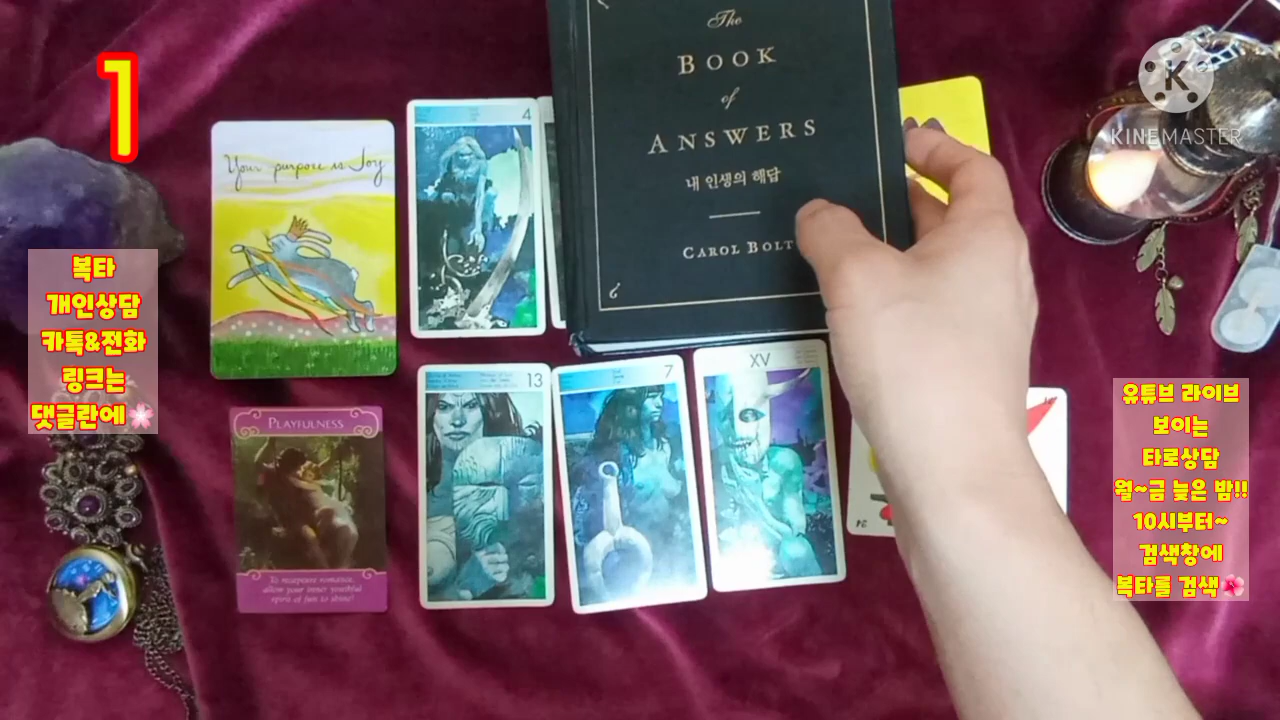 1
The
BOOK
of
ANSWERS
내 인생의 해답
CAROL BOLT
K
KINEMASTER
Your purpose is Joy
4
복타
개인상담
카톡&전화
링크는
댓글란에
PLAYFULNESS
To recapture romance,
allow your inner youthful
spirit of fun to shine!
13
7
XV
유튜브 라이브
보이는
타로상담
월~금 늦은 밤!!
10시부터~
검색창에
복타를 검색